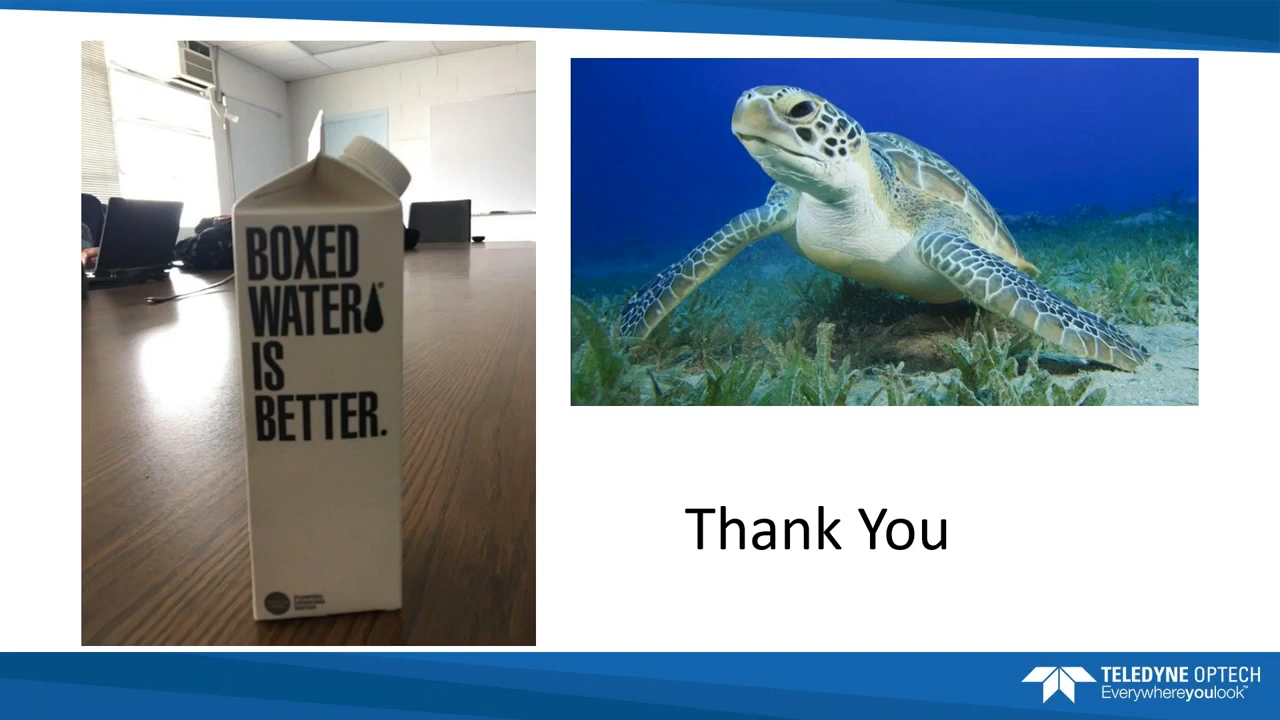 BOXED
WATER
IS
BETTER.
Thank You
TELEDYNE OPTECH
Everywhereyoulook™